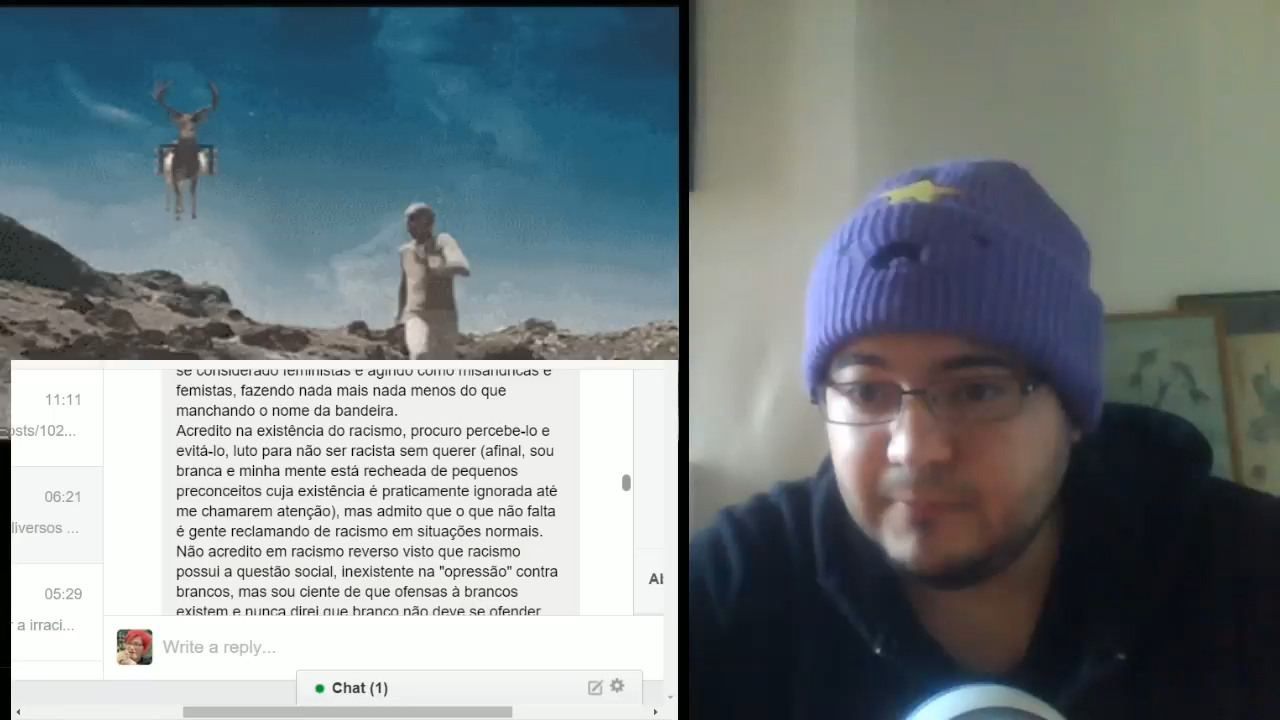 se considerado feministas e agindo como misândricas e
femistas, fazendo nada mais nada menos do que
manchando o nome da bandeira.
Acredito na existência do racismo, procuro percebe-lo e
evitá-lo, luto para não ser racista sem querer (afinal, sou
branca e minha mente está recheada de pequenos
preconceitos cuja existência é praticamente ignorada até
me chamarem atenção), mas admito que o que não falta
é gente reclamando de racismo em situações normais.
Não acredito em racismo reverso visto que racismo
possui a questão social, inexistente na "opressão" contra
brancos, mas sou ciente de que ofensas à brancos
existem e nunca direi que branco não deve se ofender
11:11
osts/102...
06:21
liversos ...
05:29
r a irraci...
Write a reply...
Chat (1)